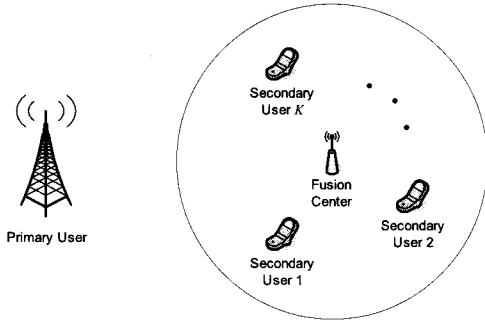 Secondary
User K
Fusion
Center
Primary User
Secondary
User 2
Secondary
User 1